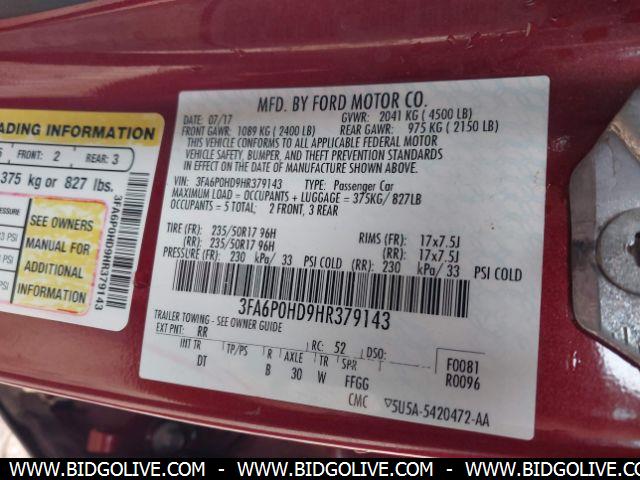 ADING INFORMATION
FRONT: 2
REAR: 3
375 kg or 827 lbs.
PRESSURE
PSI
PSI
SEE OWNERS
MANUAL FOR
ADDITIONAL
INFORMATION
3FA6P0HD9HR379143
MFD. BY FORD MOTOR CO.
DATE: 07/17 GVWR: 2041 KG ( 4500 LB)
FRONT GAWR: 1089 KG ( 2400 LB) REAR GAWR: 975 KG ( 2150 LB)
THIS VEHICLE CONFORMS TO ALL APPLICABLE FEDERAL MOTOR
VEHICLE SAFETY, BUMPER, AND THEFT PREVENTION STANDARDS
IN EFFECT ON THE DATE OF MANUFACTURE SHOWN ABOVE.
VIN: 3FA6P0HD9HR379143 TYPE: Passenger Car
MAXIMUM LOAD = OCCUPANTS + LUGGAGE = 375KG/ 827LB
OCCUPANTS = 5 TOTAL; 2 FRONT, 3 REAR
TIRE (FR): 235/50R17 96H RIMS (FR): 17x7.5J
(RR): 235/50R17 96H (RR): 17x7.5J
PRESSURE (FR): 230 kPa/ 33 (RR): 230 kPa/ 33 PSI COLD
PSI COLD
3FA6P0HD9HR379143
TRAILER TOWING - SEE OWNER GUIDE
EXT PNT: RR RC: 52 DSO:
INT TR TP/PS R AXLE TR SPR F0081
DT B 30 W FFGG R0096
CMC ▽5U5A-5420472-AA
WWW.BIDGOLIVE.COM - WWW.BIDGOLIVE.COM - WWW.BIDGOLIVE.COM - WWW.BIDGOLIVE.COM